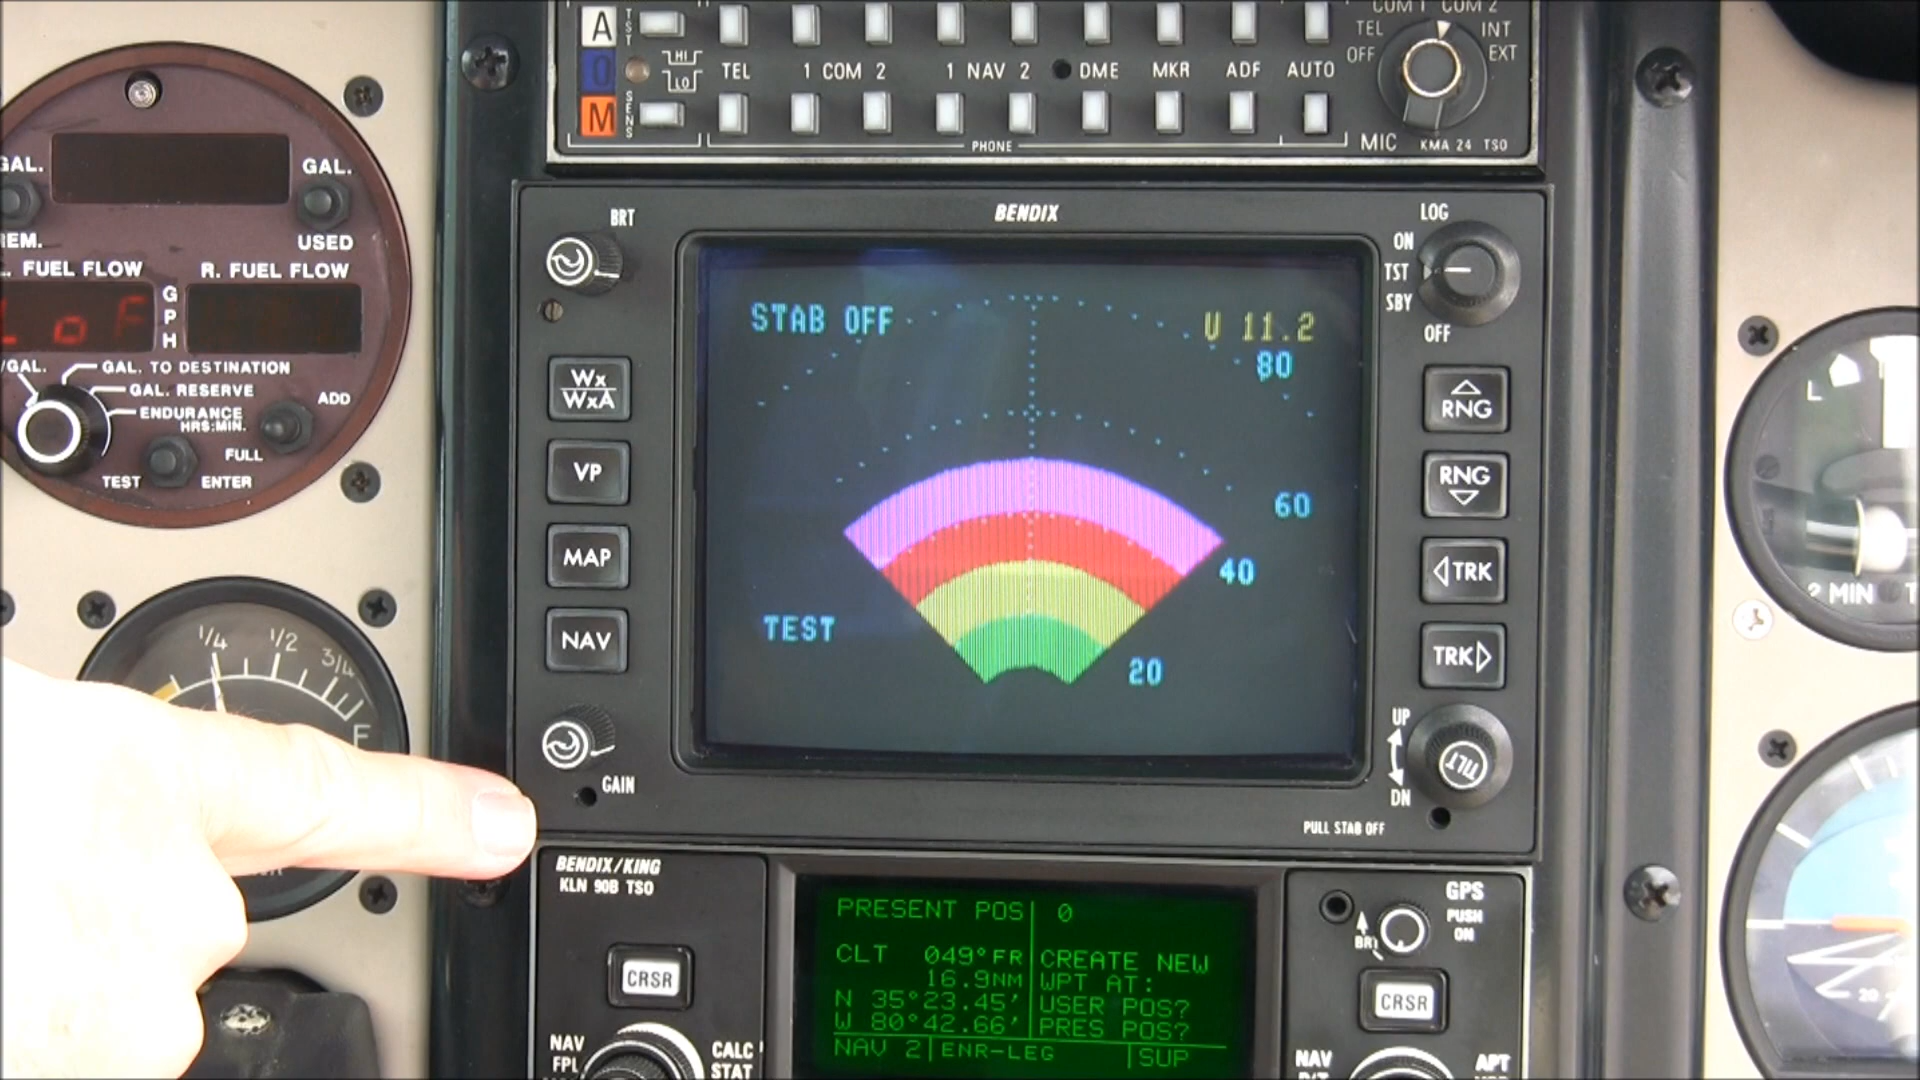 A
O
M
TST
SENS
HI
LO
TEL
1 COM 2
1 NAV 2
DME
MKR
ADF
AUTO
PHONE
COM 1 COM 2
TEL
INT
OFF
EXT
MIC
KMA 24 TSO
GAL.
GAL.
REM.
USED
FUEL FLOW
R. FUEL FLOW
GPH
GAL.
GAL. TO DESTINATION
GAL. RESERVE
ENDURANCE
HRS:MIN.
ADD
FULL
TEST
ENTER
1/4
1/2
3/4
F
BENDIX
BRT
Wx
WxA
VP
MAP
NAV
GAIN
STAB OFF
V 11.2
80
60
40
TEST
20
LOG
ON
TST
SBY
OFF
RNG
RNG
TRK
TRK
UP
TILT
DN
PULL STAB OFF
BENDIX/KING
KLN 90B TSO
CRSR
NAV
FPL
CALC
STAT
PRESENT POS 0
CLT 049°FR CREATE NEW
16.9NM WPT AT:
N 35°23.45' USER POS?
W 80°42.66' PRES POS?
NAV 2 ENR-LEG SUP
GPS
PUSH
ON
BRT
CRSR
NAV
APT
L
2 MIN
20